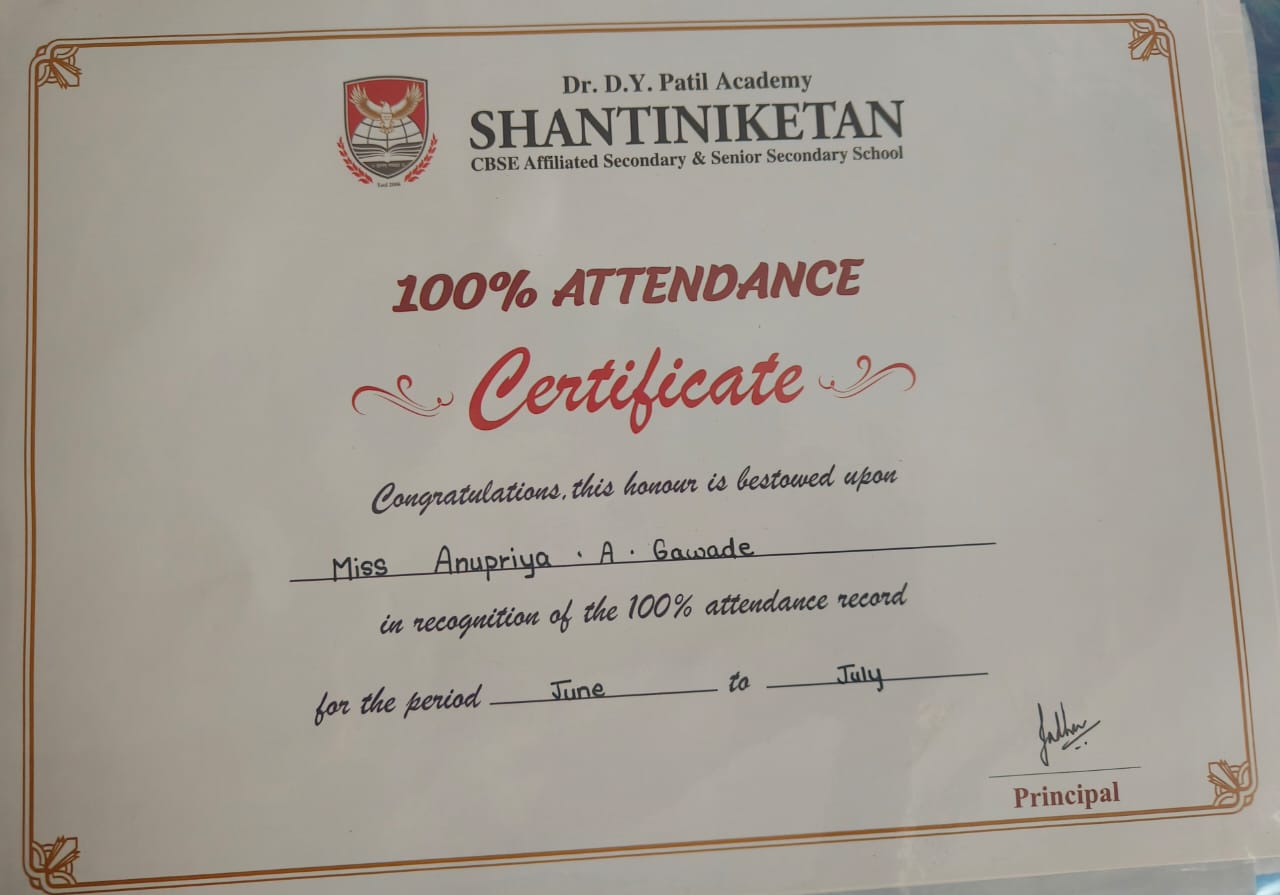 Dr. D.Y. Patil Academy
SHANTINIKETAN
CBSE Affiliated Secondary & Senior Secondary School
100% ATTENDANCE
Certificate
Congratulations, this honour is bestowed upon
Miss Anupriya . A . Gawade
in recognition of the 100% attendance record
for the period June to July
Principal